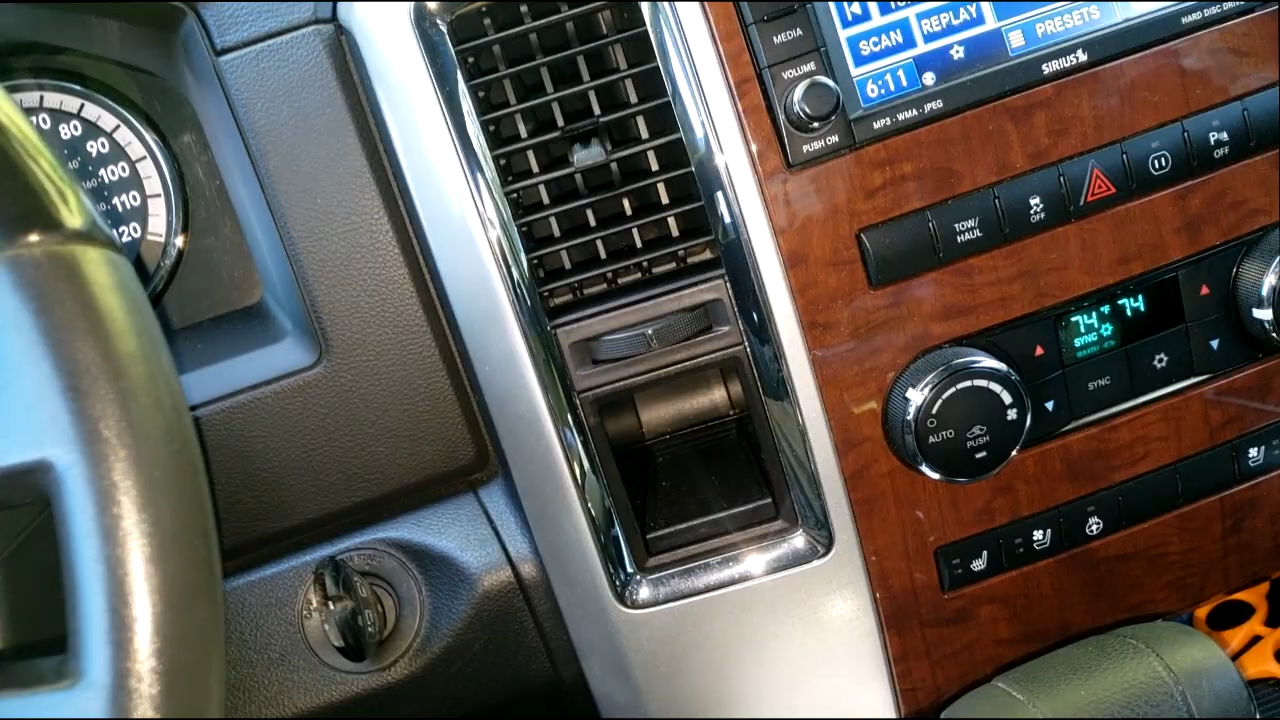 SCAN
REPLAY
PRESETS
6:11
HARD DISC DRIVE
SIRIUS
MP3 · WMA · JPEG
MEDIA
VOLUME
PUSH ON
80
90
100
110
120
TOW/
HAUL
OFF
P
OFF
74 °F 74
SYNC
SYNC
AUTO
PUSH